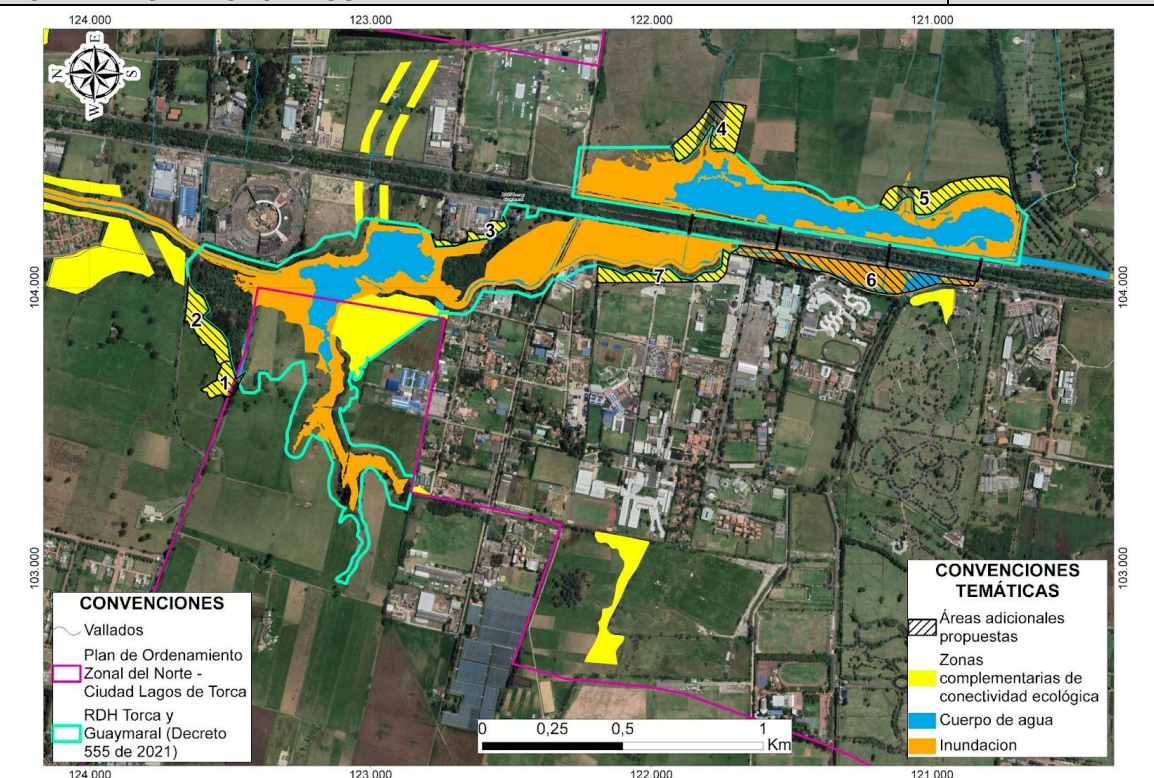 124.000 123.000 122.000 121.000
E
N S
W
4
5
3
7
6
2
1
104.000 104.000
103.000 103.000
CONVENCIONES
Vallados
Plan de Ordenamiento
Zonal del Norte -
Ciudad Lagos de Torca
RDH Torca y
Guaymaral (Decreto
555 de 2021)
CONVENCIONES
TEMÁTICAS
Áreas adicionales
propuestas
Zonas
complementarias de
conectividad ecológica
Cuerpo de agua
Inundacion
0 0,25 0,5 1
Km
124.000 123.000 122.000 121.000